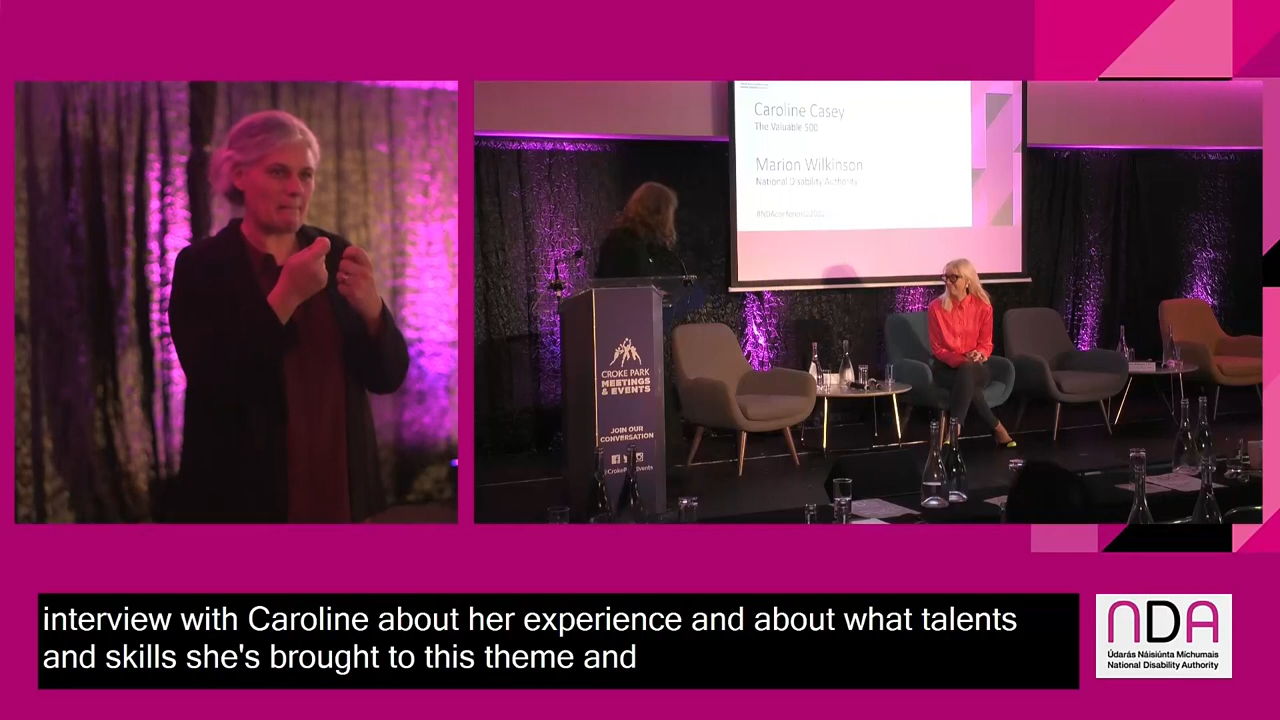 Caroline Casey
The Valuable 500
Marion Wilkinson
National Disability Authority
CROKE PARK
MEETINGS
& EVENTS
JOIN OUR
CONVERSATION
interview with Caroline about her experience and about what talents
and skills she's brought to this theme and
NDA
Údarás Náisiúnta Míchumais
National Disability Authority